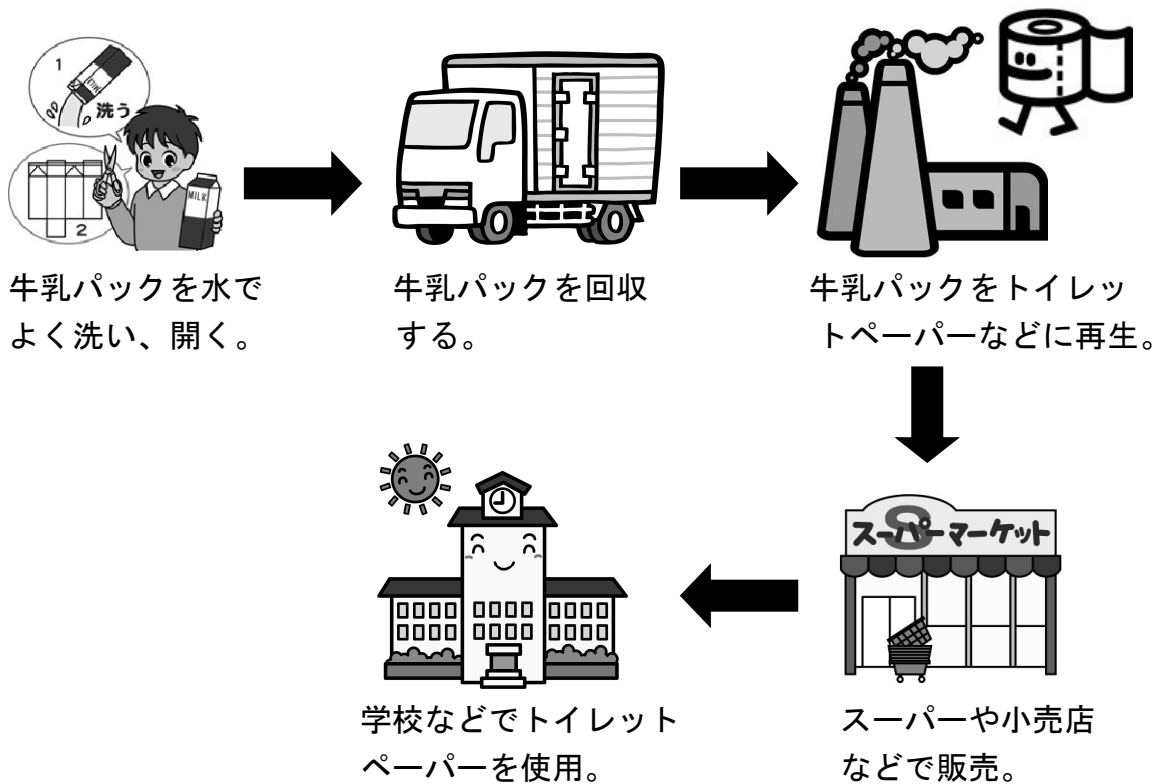 1
洗う
2
MILK
牛乳パックを水で
よく洗い、開く。
牛乳パックを回収
する。
牛乳パックをトイレッ
トペーパーなどに再生。
スーパーマーケット
S
スーパーや小売店
などで販売。
学校などでトイレット
ペーパーを使用。